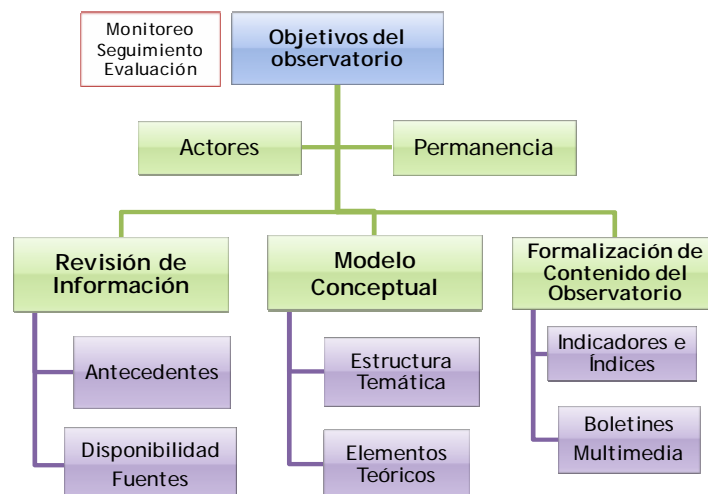 Monitoreo
Seguimiento
Evaluación
Objetivos del
observatorio
Actores
Permanencia
Revisión de
Información
Modelo
Conceptual
Formalización de
Contenido del
Observatorio
Antecedentes
Estructura
Temática
Indicadores e
Índices
Disponibilidad
Fuentes
Elementos
Teóricos
Boletines
Multimedia